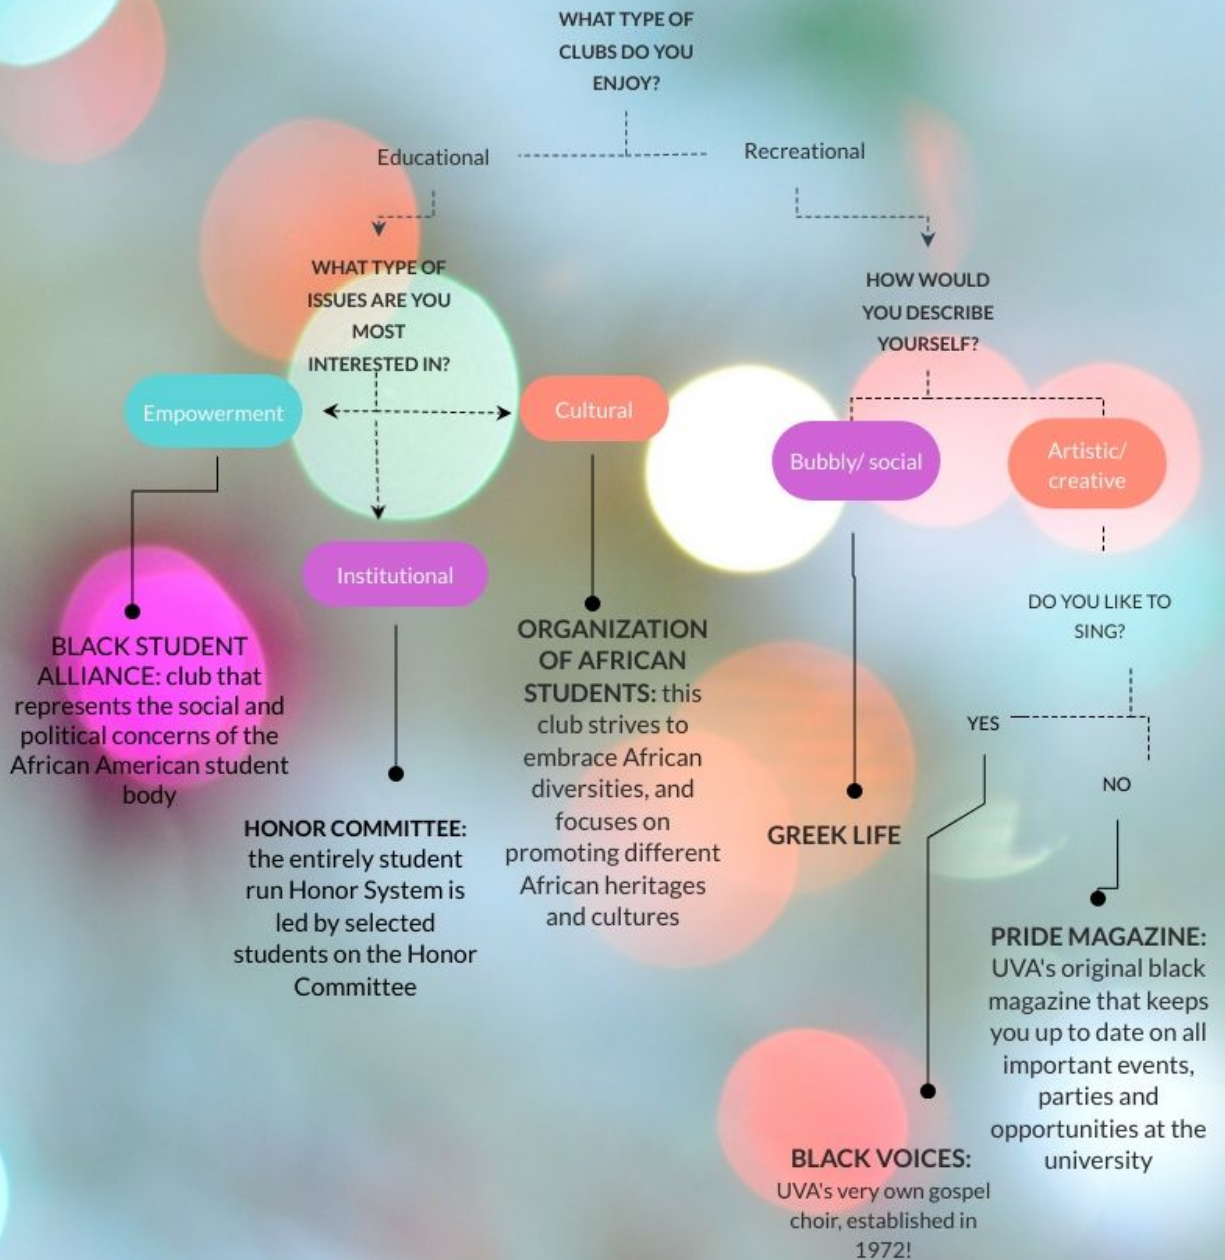 WHAT TYPE OF
CLUBS DO YOU
ENJOY?
Educational
Recreational
WHAT TYPE OF
ISSUES ARE YOU
MOST
INTERESTED IN?
HOW WOULD
YOU DESCRIBE
YOURSELF?
Empowerment
Cultural
Bubbly/ social
Artistic/
creative
Institutional
DO YOU LIKE TO
SING?
YES
NO
BLACK STUDENT
ALLIANCE: club that
represents the social and
political concerns of the
African American student
body
HONOR COMMITTEE:
the entirely student
run Honor System is
led by selected
students on the Honor
Committee
ORGANIZATION
OF AFRICAN
STUDENTS: this
club strives to
embrace African
diversities, and
focuses on
promoting different
African heritages
and cultures
GREEK LIFE
PRIDE MAGAZINE:
UVA's original black
magazine that keeps
you up to date on all
important events,
parties and
opportunities at the
university
BLACK VOICES:
UVA's very own gospel
choir, established in
1972!